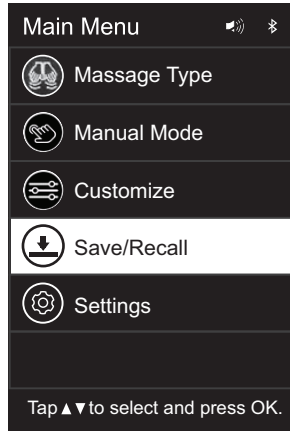 Main Menu
Massage Type
Manual Mode
Customize
Save/Recall
Settings
Tap ▲▼to select and press OK.